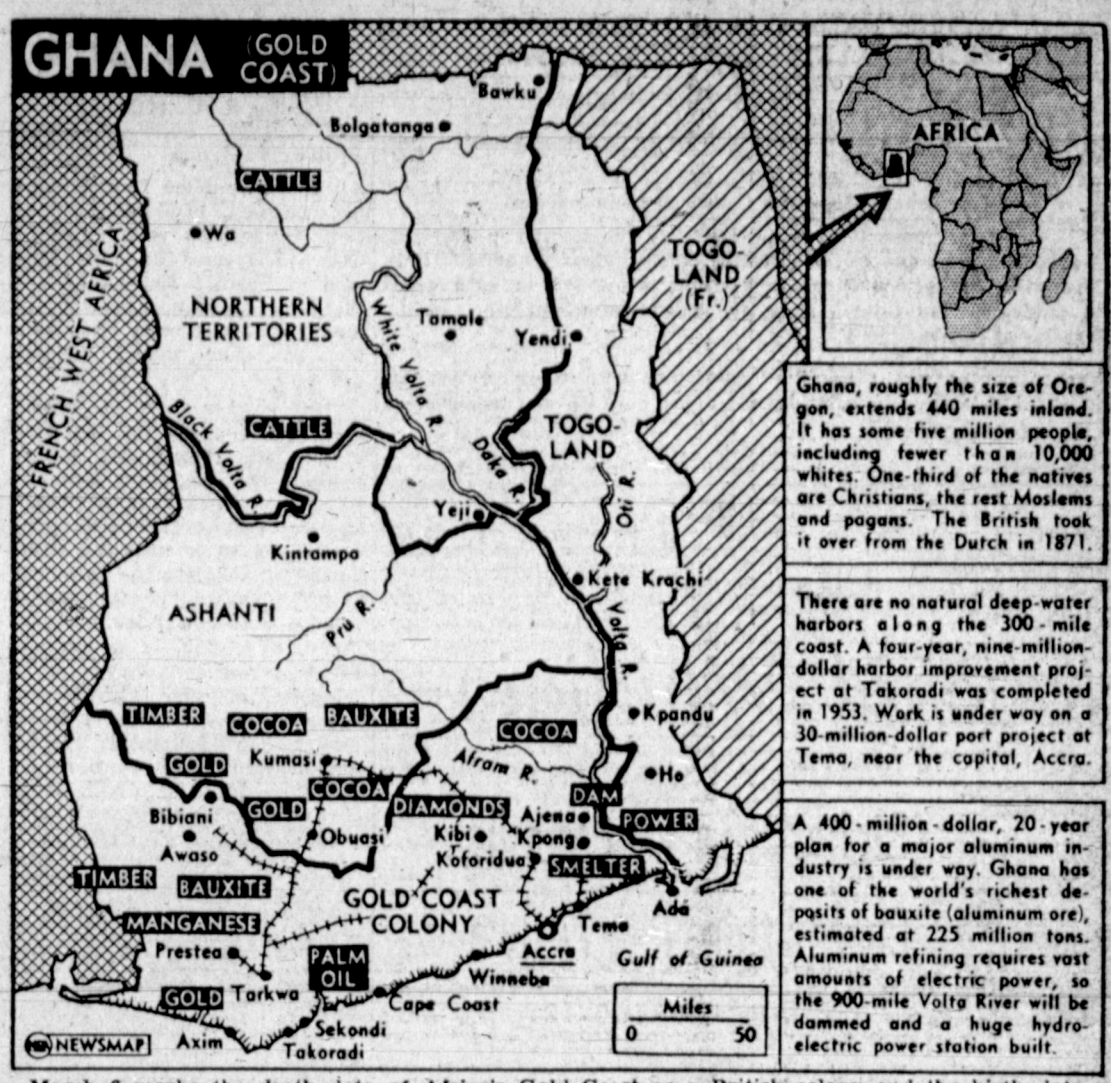 GHANA (GOLD
COAST)
Bawku
Bolgatanga
CATTLE
Wa
FRENCH WEST AFRICA
NORTHERN
TERRITORIES
White Volta R.
Tamale
Yendi
TOGO-
LAND
(Fr.)
Black Volta R.
CATTLE
Daka R.
TOGO-
LAND
Oti R.
Yeji
Kintampa
Kete Krachi
ASHANTI
Pru R.
Volta R.
TIMBER
COCOA
BAUXITE
COCOA
Kpandu
GOLD
Kumasi
Afram R.
COCOA
Ho
GOLD
DIAMONDS
DAM
Bibiani
Obuasi
Kibi
Ajena
POWER
Awaso
Kpong
Koforidua
SMELTER
TIMBER
BAUXITE
GOLD COAST
COLONY
Ada
MANGANESE
Tema
Prestea
Accra
Gulf of Guinea
PALM
OIL
Winneba
GOLD
Tarkwa
Cape Coast
Sekondi
Axim
Takoradi
Miles
0 50
NEWSMAP
AFRICA
Ghana, roughly the size of Ore-
gon, extends 440 miles inland.
It has some five million people,
including fewer than 10,000
whites. One-third of the natives
are Christians, the rest Moslems
and pagans. The British took
it over from the Dutch in 1871.
There are no natural deep-water
harbors along the 300-mile
coast. A four-year, nine-million-
dollar harbor improvement proj-
ect at Takoradi was completed
in 1953. Work is under way on a
30-million-dollar port project at
Tema, near the capital, Accra.
A 400-million-dollar, 20-year
plan for a major aluminum in-
dustry is under way. Ghana has
one of the world's richest de-
posits of bauxite (aluminum ore),
estimated at 225 million tons.
Aluminum refining requires vast
amounts of electric power, so
the 900-mile Volta River will be
dammed and a huge hydro-
electric power station built.